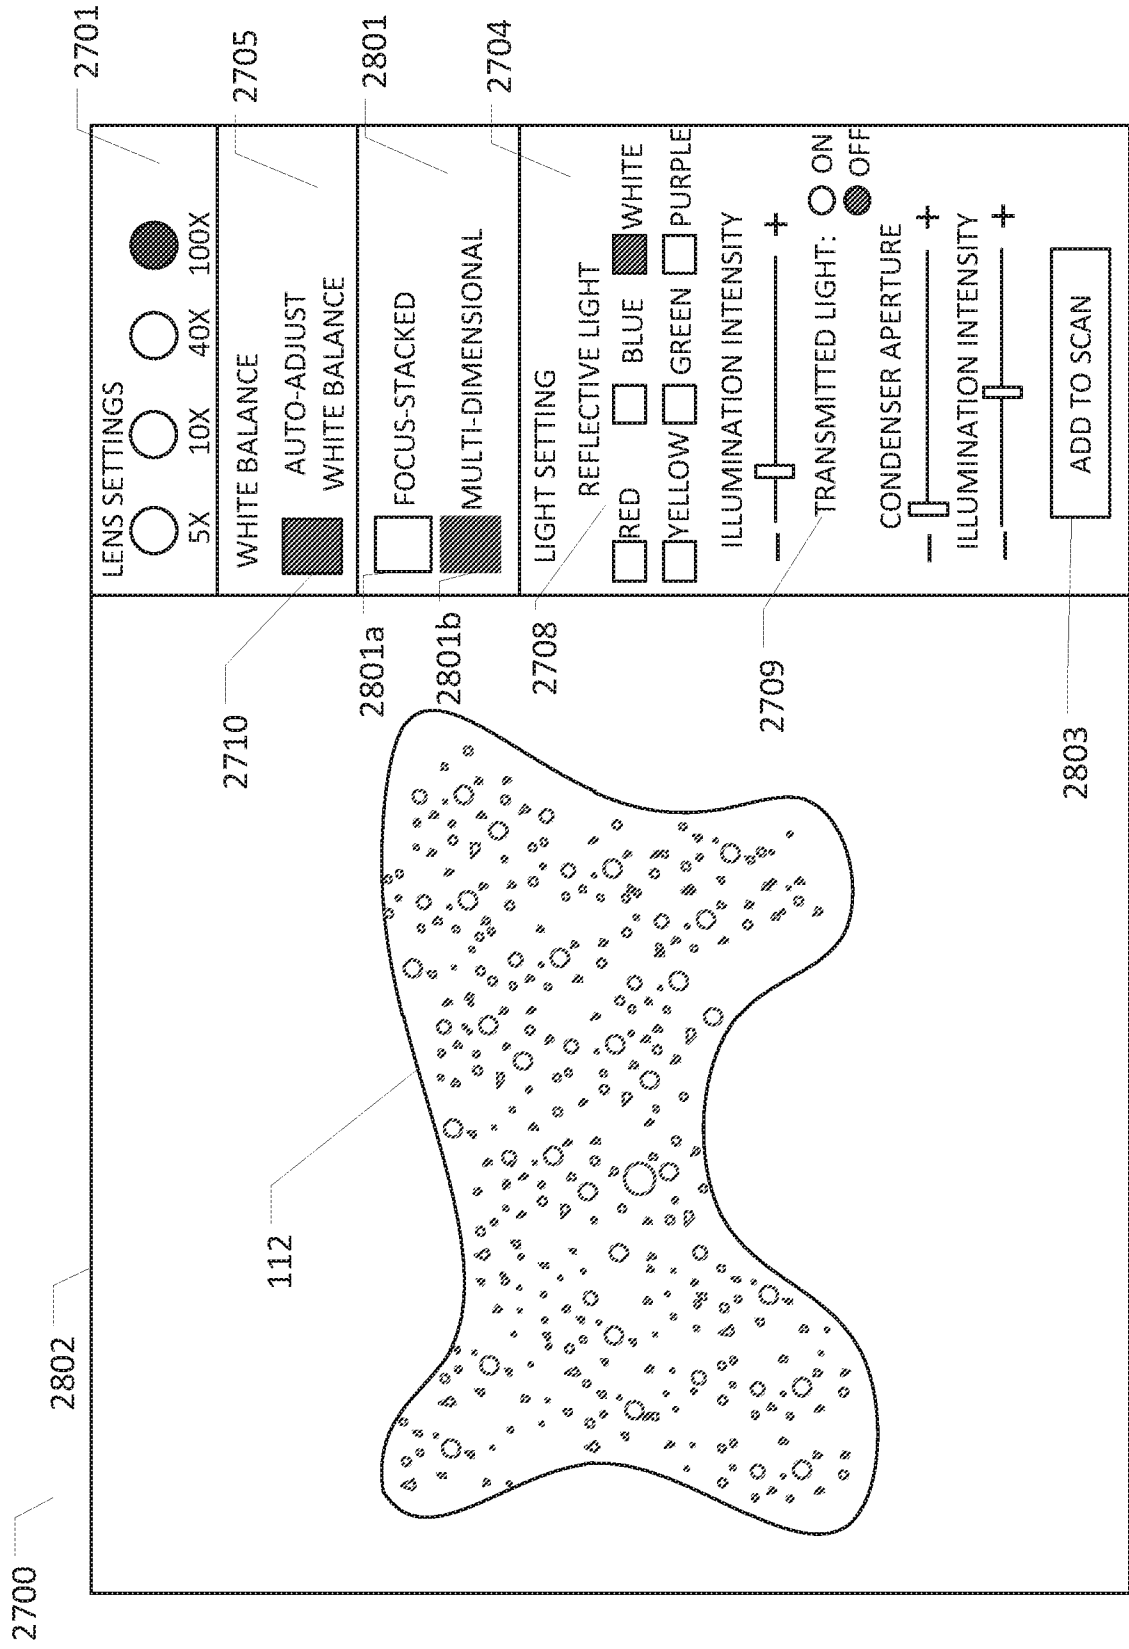 2700
2802
112
2710
2801a
2801b
2708
2709
2803
2701
2705
2801
2704
LENS SETTINGS
5X 10X 40X 100X
WHITE BALANCE
AUTO-ADJUST
WHITE BALANCE
FOCUS-STACKED
MULTI-DIMENSIONAL
LIGHT SETTING
REFLECTIVE LIGHT
RED BLUE WHITE
YELLOW GREEN PURPLE
ILLUMINATION INTENSITY
− +
TRANSMITTED LIGHT: ON
OFF
CONDENSER APERTURE
− +
ILLUMINATION INTENSITY
− +
ADD TO SCAN